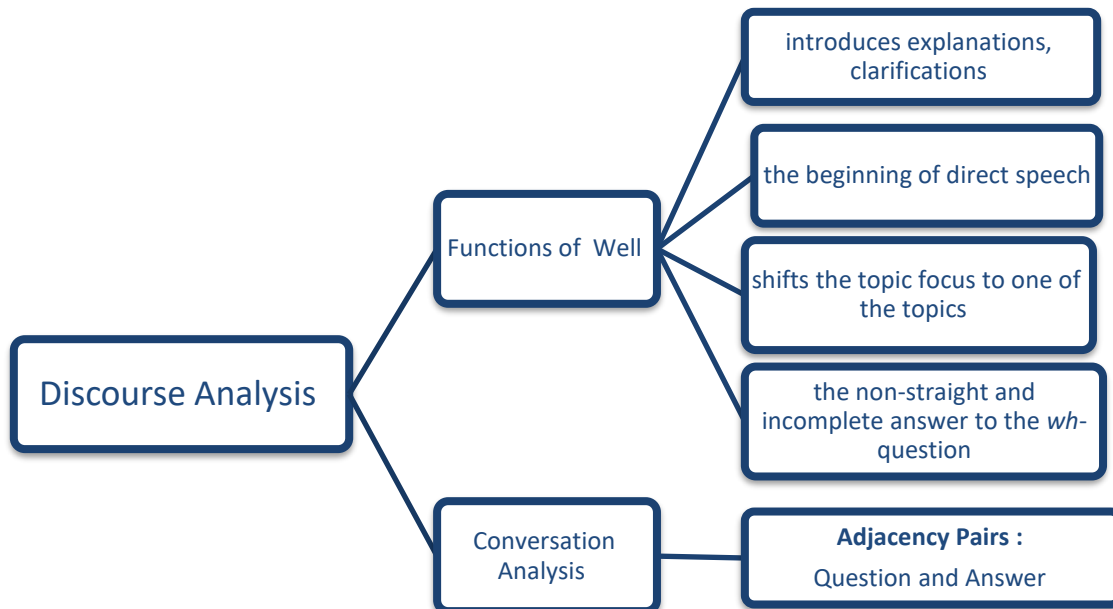 introduces explanations,
clarifications
the beginning of direct speech
Functions of  Well
shifts the topic focus to one of
the topics
Discourse Analysis
the non-straight and
incomplete answer to the wh-
question
Conversation
Analysis
Adjacency Pairs :
Question and Answer